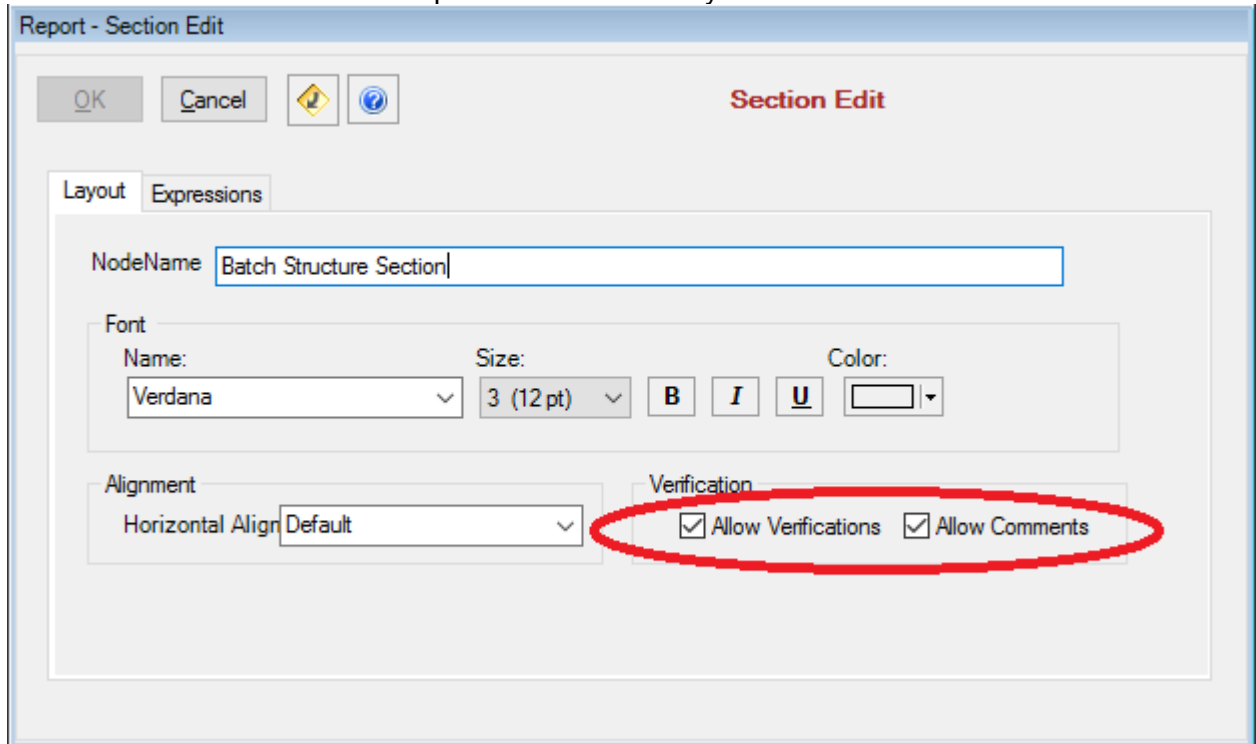 Report - Section Edit
OK Cancel Section Edit
Layout Expressions
NodeName Batch Structure Section
Font
Name: Size: Color:
Verdana 3 (12 pt) B I U
Alignment Verification
Horizontal Align Default Allow Verifications Allow Comments